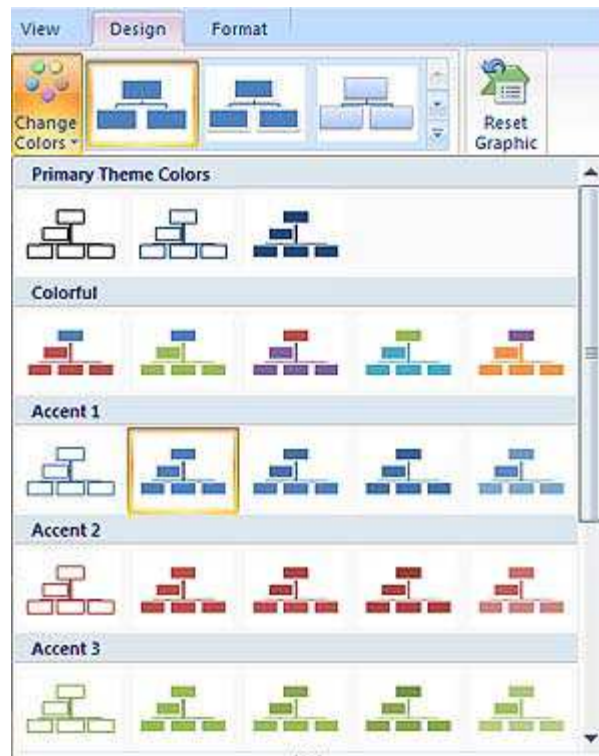 View Design Format
Change
Colors
Reset
Graphic
Primary Theme Colors
Colorful
Accent 1
Accent 2
Accent 3